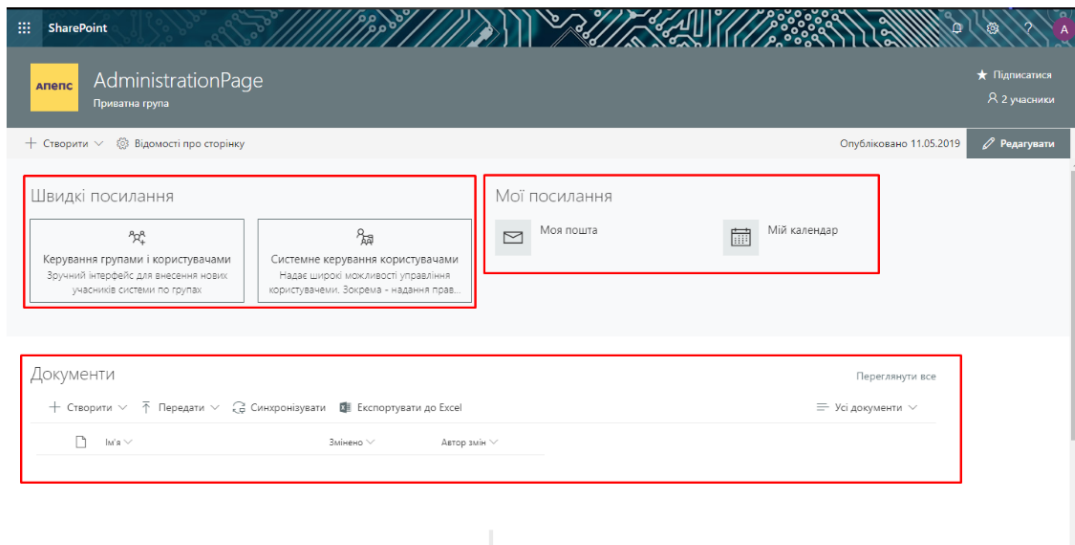 SharePoint
?
A
апепс
AdministrationPage
Приватна група
Підписатися
2 учасники
Створити
Відомості про сторінку
Опубліковано 11.05.2019
Редагувати
Швидкі посилання
Керування групами і користувачами
Зручний інтерфейс для внесення нових
учасників системи по групах
Системне керування користувачами
Надає широкі можливості управління
користувачеми. Зокрема - надання прав...
Мої посилання
Моя пошта
Мій календар
Документи
Переглянути все
Створити
Передати
Синхронізувати
Експортувати до Excel
Усі документи
Ім'я
Змінено
Автор змін